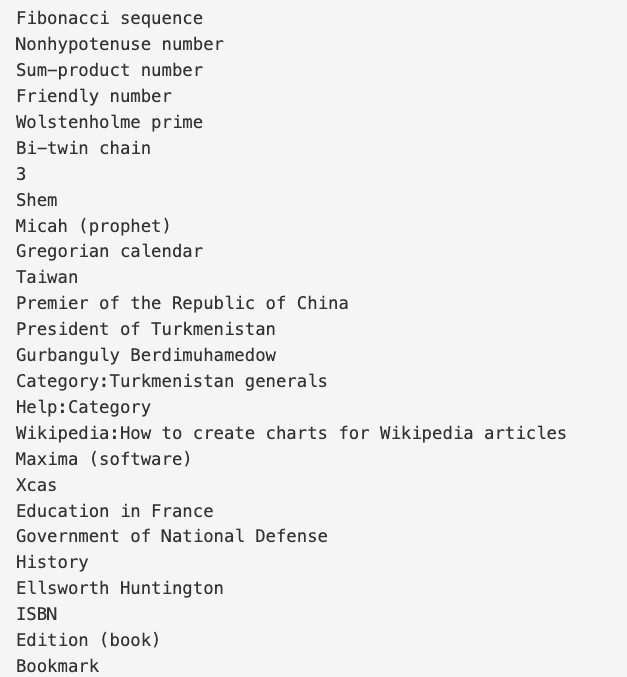 Fibonacci sequence
Nonhypotenuse number
Sum-product number
Friendly number
Wolstenholme prime
Bi-twin chain
3
Shem
Micah (prophet)
Gregorian calendar
Taiwan
Premier of the Republic of China
President of Turkmenistan
Gurbanguly Berdimuhamedow
Category:Turkmenistan generals
Help:Category
Wikipedia:How to create charts for Wikipedia articles
Maxima (software)
Xcas
Education in France
Government of National Defense
History
Ellsworth Huntington
ISBN
Edition (book)
Bookmark